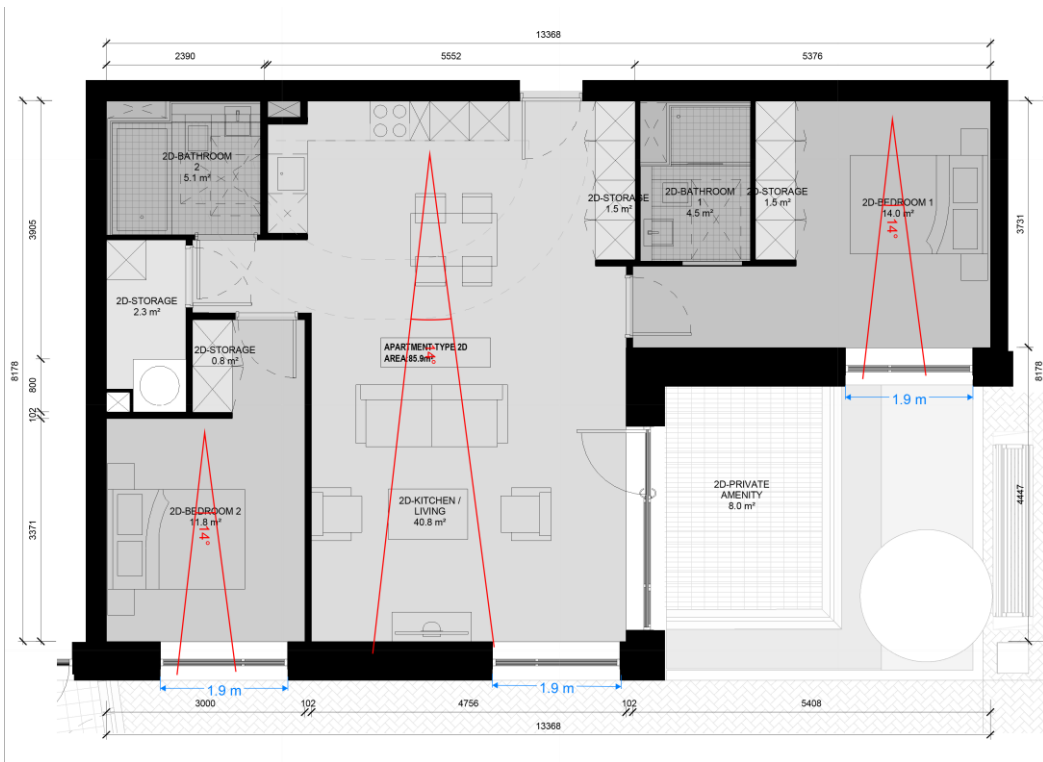 13368
2390
5552
5376
2D-BATHROOM
2
5.1 m²
2D-STORAGE
1.5 m²
2D-BATHROOM
1
4.5 m²
2D-STORAGE
1.5 m²
2D-BEDROOM 1
14.0 m²
14°
3905
3731
2D-STORAGE
2.3 m²
2D-STORAGE
0.8 m²
APARTMENT TYPE 2D
AREA 85.9m²
14°
8178
800
102
8178
1.9 m
2D-KITCHEN /
LIVING
40.8 m²
2D-PRIVATE
AMENITY
8.0 m²
4447
3371
2D-BEDROOM 2
11.8 m²
14°
1.9 m
1.9 m
3000
102
4756
102
5408
13368